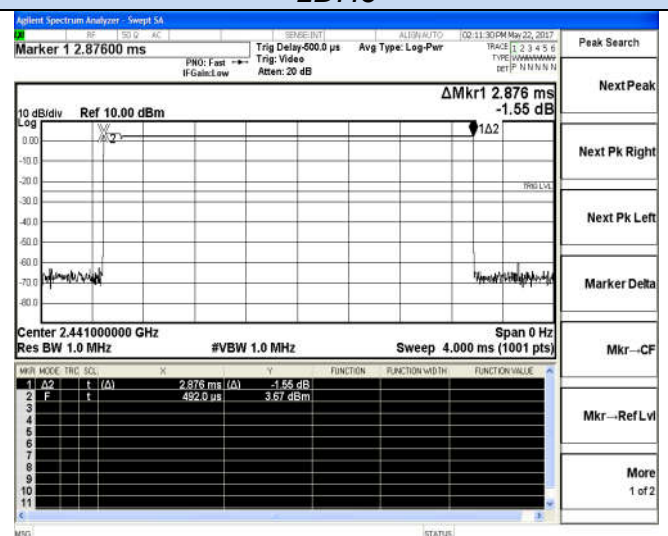 Agilent Spectrum Analyzer - Swept SA
RF 50 Ω AC SENSE:INT ALIGN AUTO 02:11:30 PM May 22, 2017
Marker 1 2.87600 ms
Trig Delay-500.0 µs Avg Type: Log-Pwr TRACE 1 2 3 4 5 6
PNO: Fast Trig: Video TYPE
IFGain:Low Atten: 20 dB DET P N N N N N
Peak Search
ΔMkr1 2.876 ms
-1.55 dB
10 dB/div Ref 10.00 dBm
Log
1Δ2
2
0.00
-10.0
-20.0
TRIG LVL
-30.0
-40.0
-50.0
-60.0
-70.0
-80.0
Center 2.441000000 GHz Span 0 Hz
Res BW 1.0 MHz #VBW 1.0 MHz Sweep 4.000 ms (1001 pts)
MKR MODE TRC SCL X Y FUNCTION FUNCTION WIDTH FUNCTION VALUE
1 Δ2 t (Δ) 2.876 ms (Δ) -1.55 dB
2 F t 492.0 µs 3.67 dBm
3
4
5
6
7
8
9
10
11
MSG STATUS
Next Peak
Next Pk Right
Next Pk Left
Marker Delta
Mkr→CF
Mkr→Ref Lvl
More
1 of 2